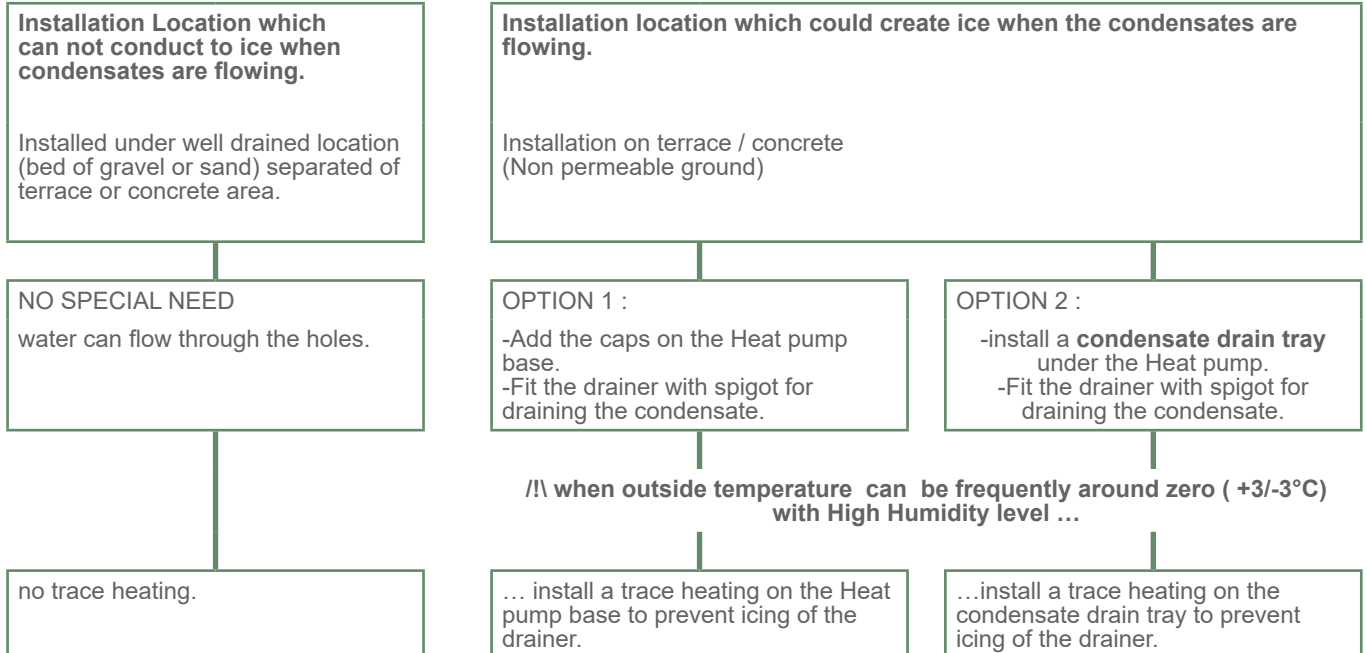 Installation Location which
can not conduct to ice when
condensates are flowing.
Installed under well drained location
(bed of gravel or sand) separated of
terrace or concrete area.
Installation location which could create ice when the condensates are
flowing.
Installation on terrace / concrete
(Non permeable ground)
NO SPECIAL NEED
water can flow through the holes.
OPTION 1 :
-Add the caps on the Heat pump
base.
-Fit the drainer with spigot for
draining the condensate.
OPTION 2 :
-install a condensate drain tray
under the Heat pump.
-Fit the drainer with spigot for
draining the condensate.
/!\ when outside temperature can be frequently around zero ( +3/-3°C)
with High Humidity level …
no trace heating.
… install a trace heating on the Heat
pump base to prevent icing of the
drainer.
…install a trace heating on the
condensate drain tray to prevent
icing of the drainer.